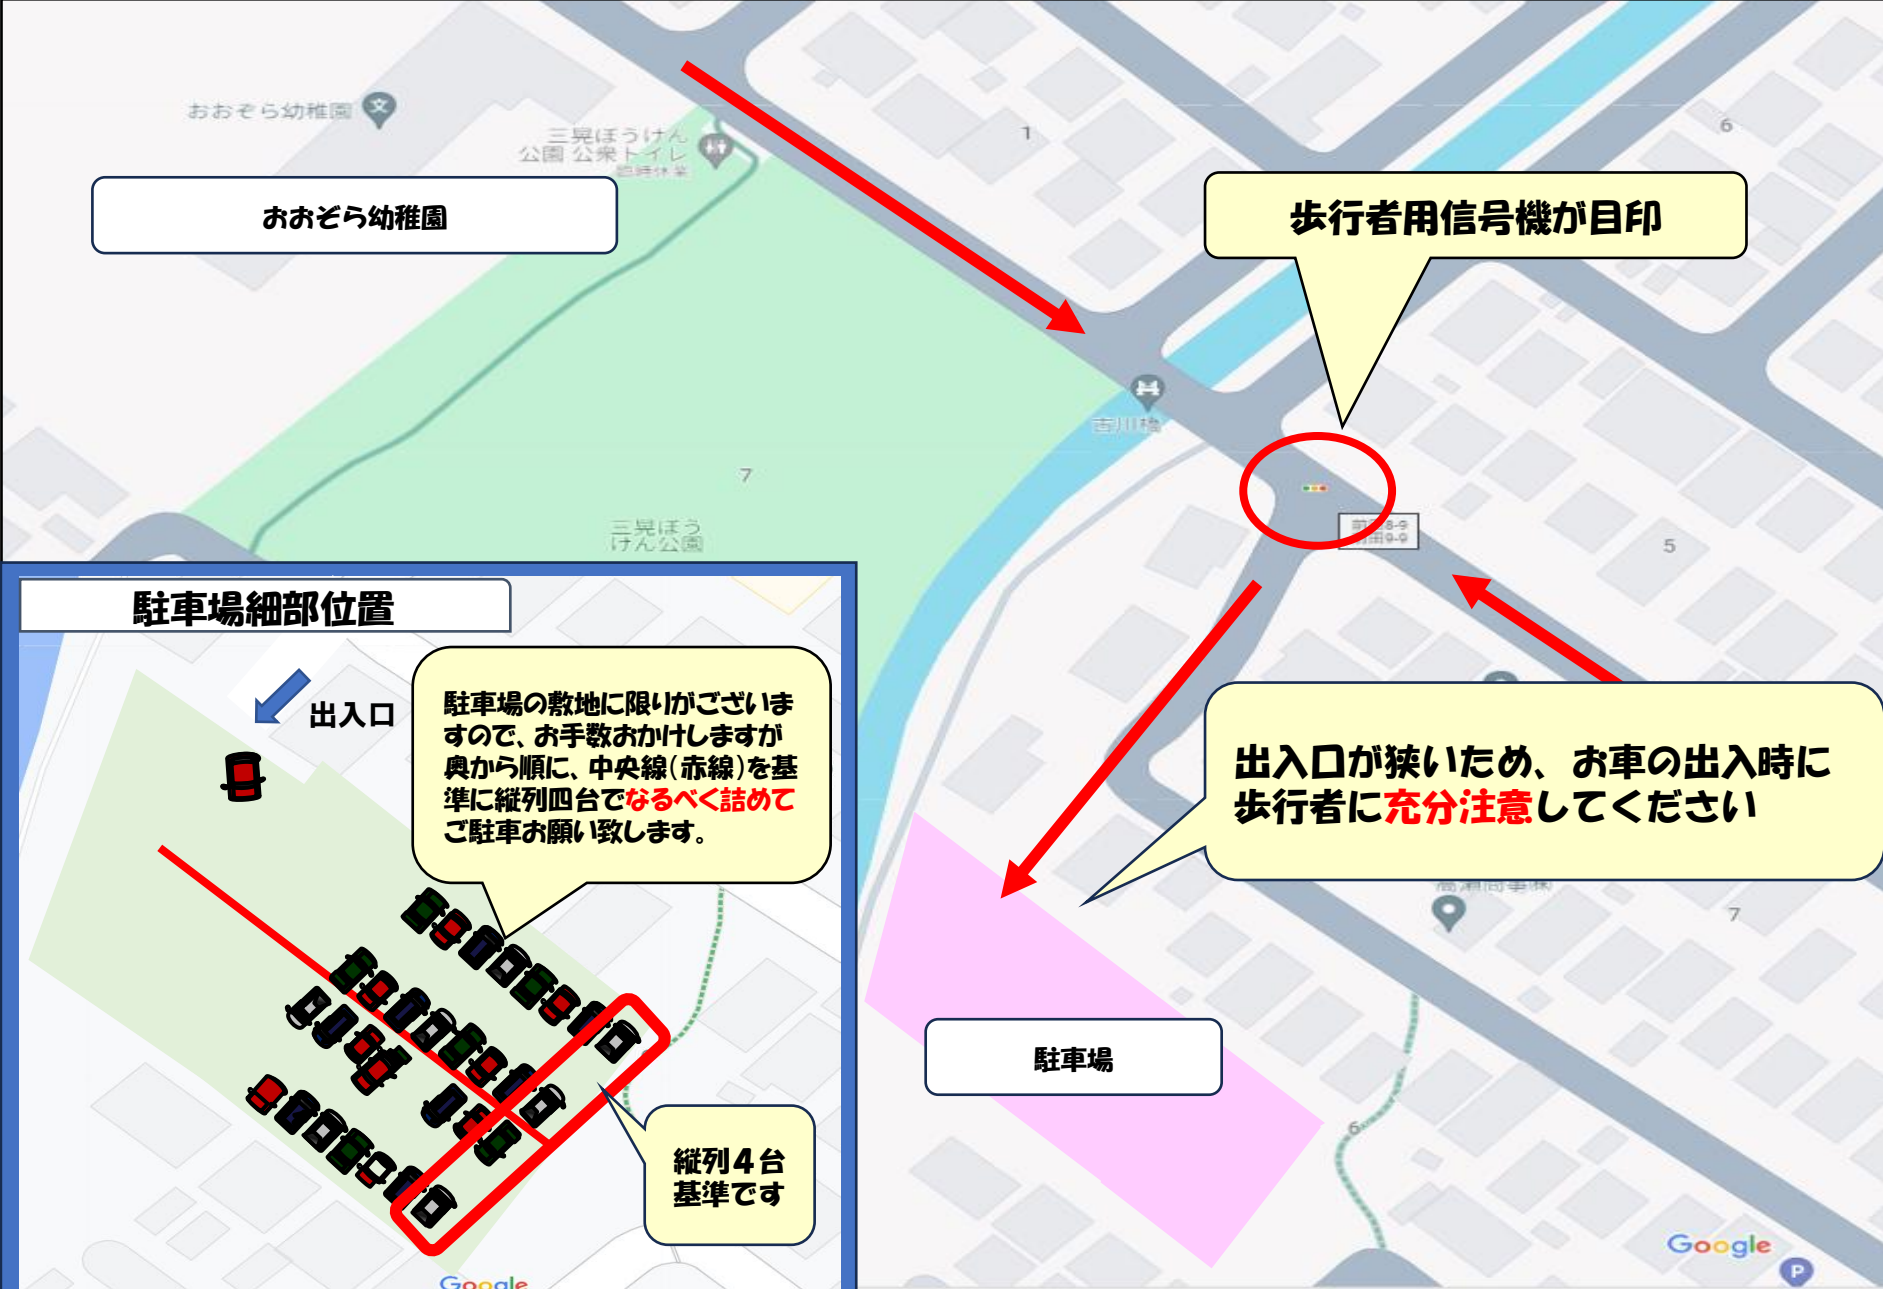 おおぞら幼稚園
三晃ぼうけん
公園 公衆トイレ
臨時休業
おおぞら幼稚園
1
6
歩行者用信号機が目印
吉川橋
7
三晃ぼう
けん公園
5
駐車場細部位置
出入口
駐車場の敷地に限りがございま
すので、お手数おかけしますが
奥から順に、中央線(赤線)を基
準に縦列四台でなるべく詰めて
ご駐車お願い致します。
出入口が狭いため、お車の出入時に
歩行者に充分注意してください
7
駐車場
6
縦列4台
基準です
Google
Google
P